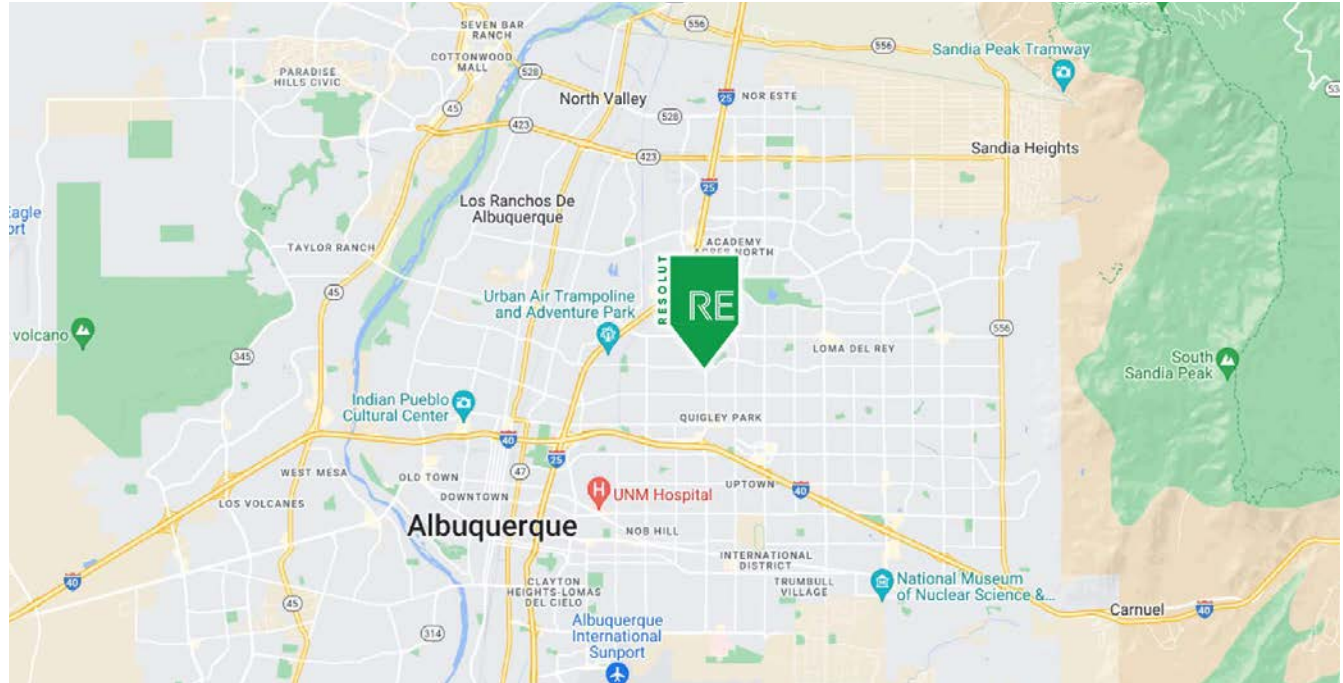 SEVEN BAR
RANCH
COTTONWOOD
MALL
PARADISE
HILLS CIVIC
556
556
556
Sandia Peak Tramway
528
North Valley
25
NOR ESTE
45
528
423
423
Sandia Heights
25
Los Ranchos De
Albuquerque
TAYLOR RANCH
ACADEMY
NORTH
RESOLUT
RE
45
Urban Air Trampoline
and Adventure Park
volcano
345
LOMA DEL REY
556
South
Sandia Peak
Indian Pueblo
Cultural Center
QUIGLEY PARK
40
25
47
WEST MESA
OLD TOWN
LOS VOLCANES
DOWNTOWN
H
UNM Hospital
UPTOWN
40
Albuquerque
NOB HILL
INTERNATIONAL
DISTRICT
40
CLAYTON
HEIGHTS-LOMAS
DEL CIELO
TRUMBULL
VILLAGE
National Museum
of Nuclear Science &...
45
Carnuel
40
314
Albuquerque
International
Sunport